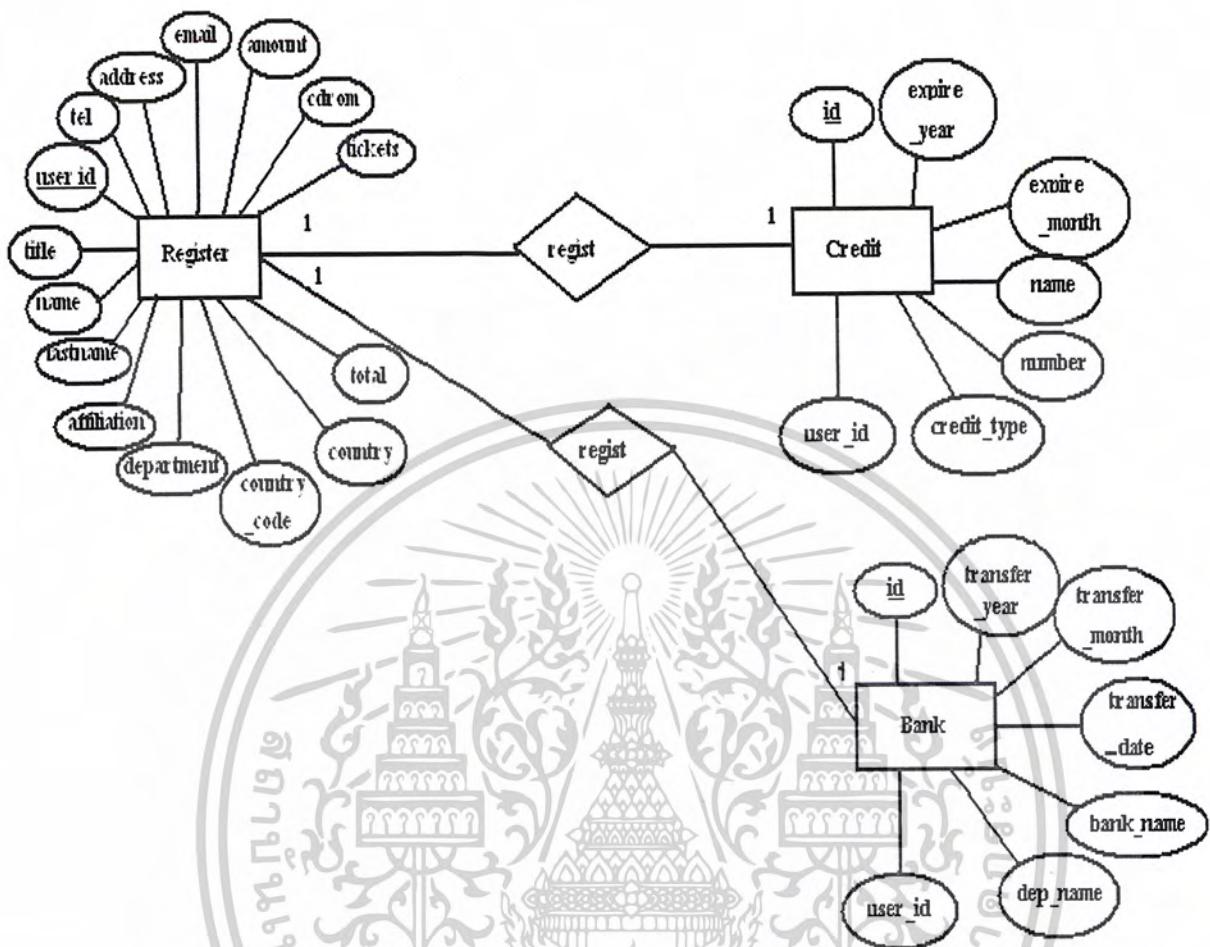 email
amount
address
cdrom
tel
tickets
user id
title
Register
name
lastname
affiliation
department
country
_code
country
total
1
1
regist
1
regist
id
expire
_year
expire
_month
Credit
name
number
credit_type
user_id
id
transfer
_year
transfer
_month
1
Bank
transfer
_date
bank_name
dep_name
user_id